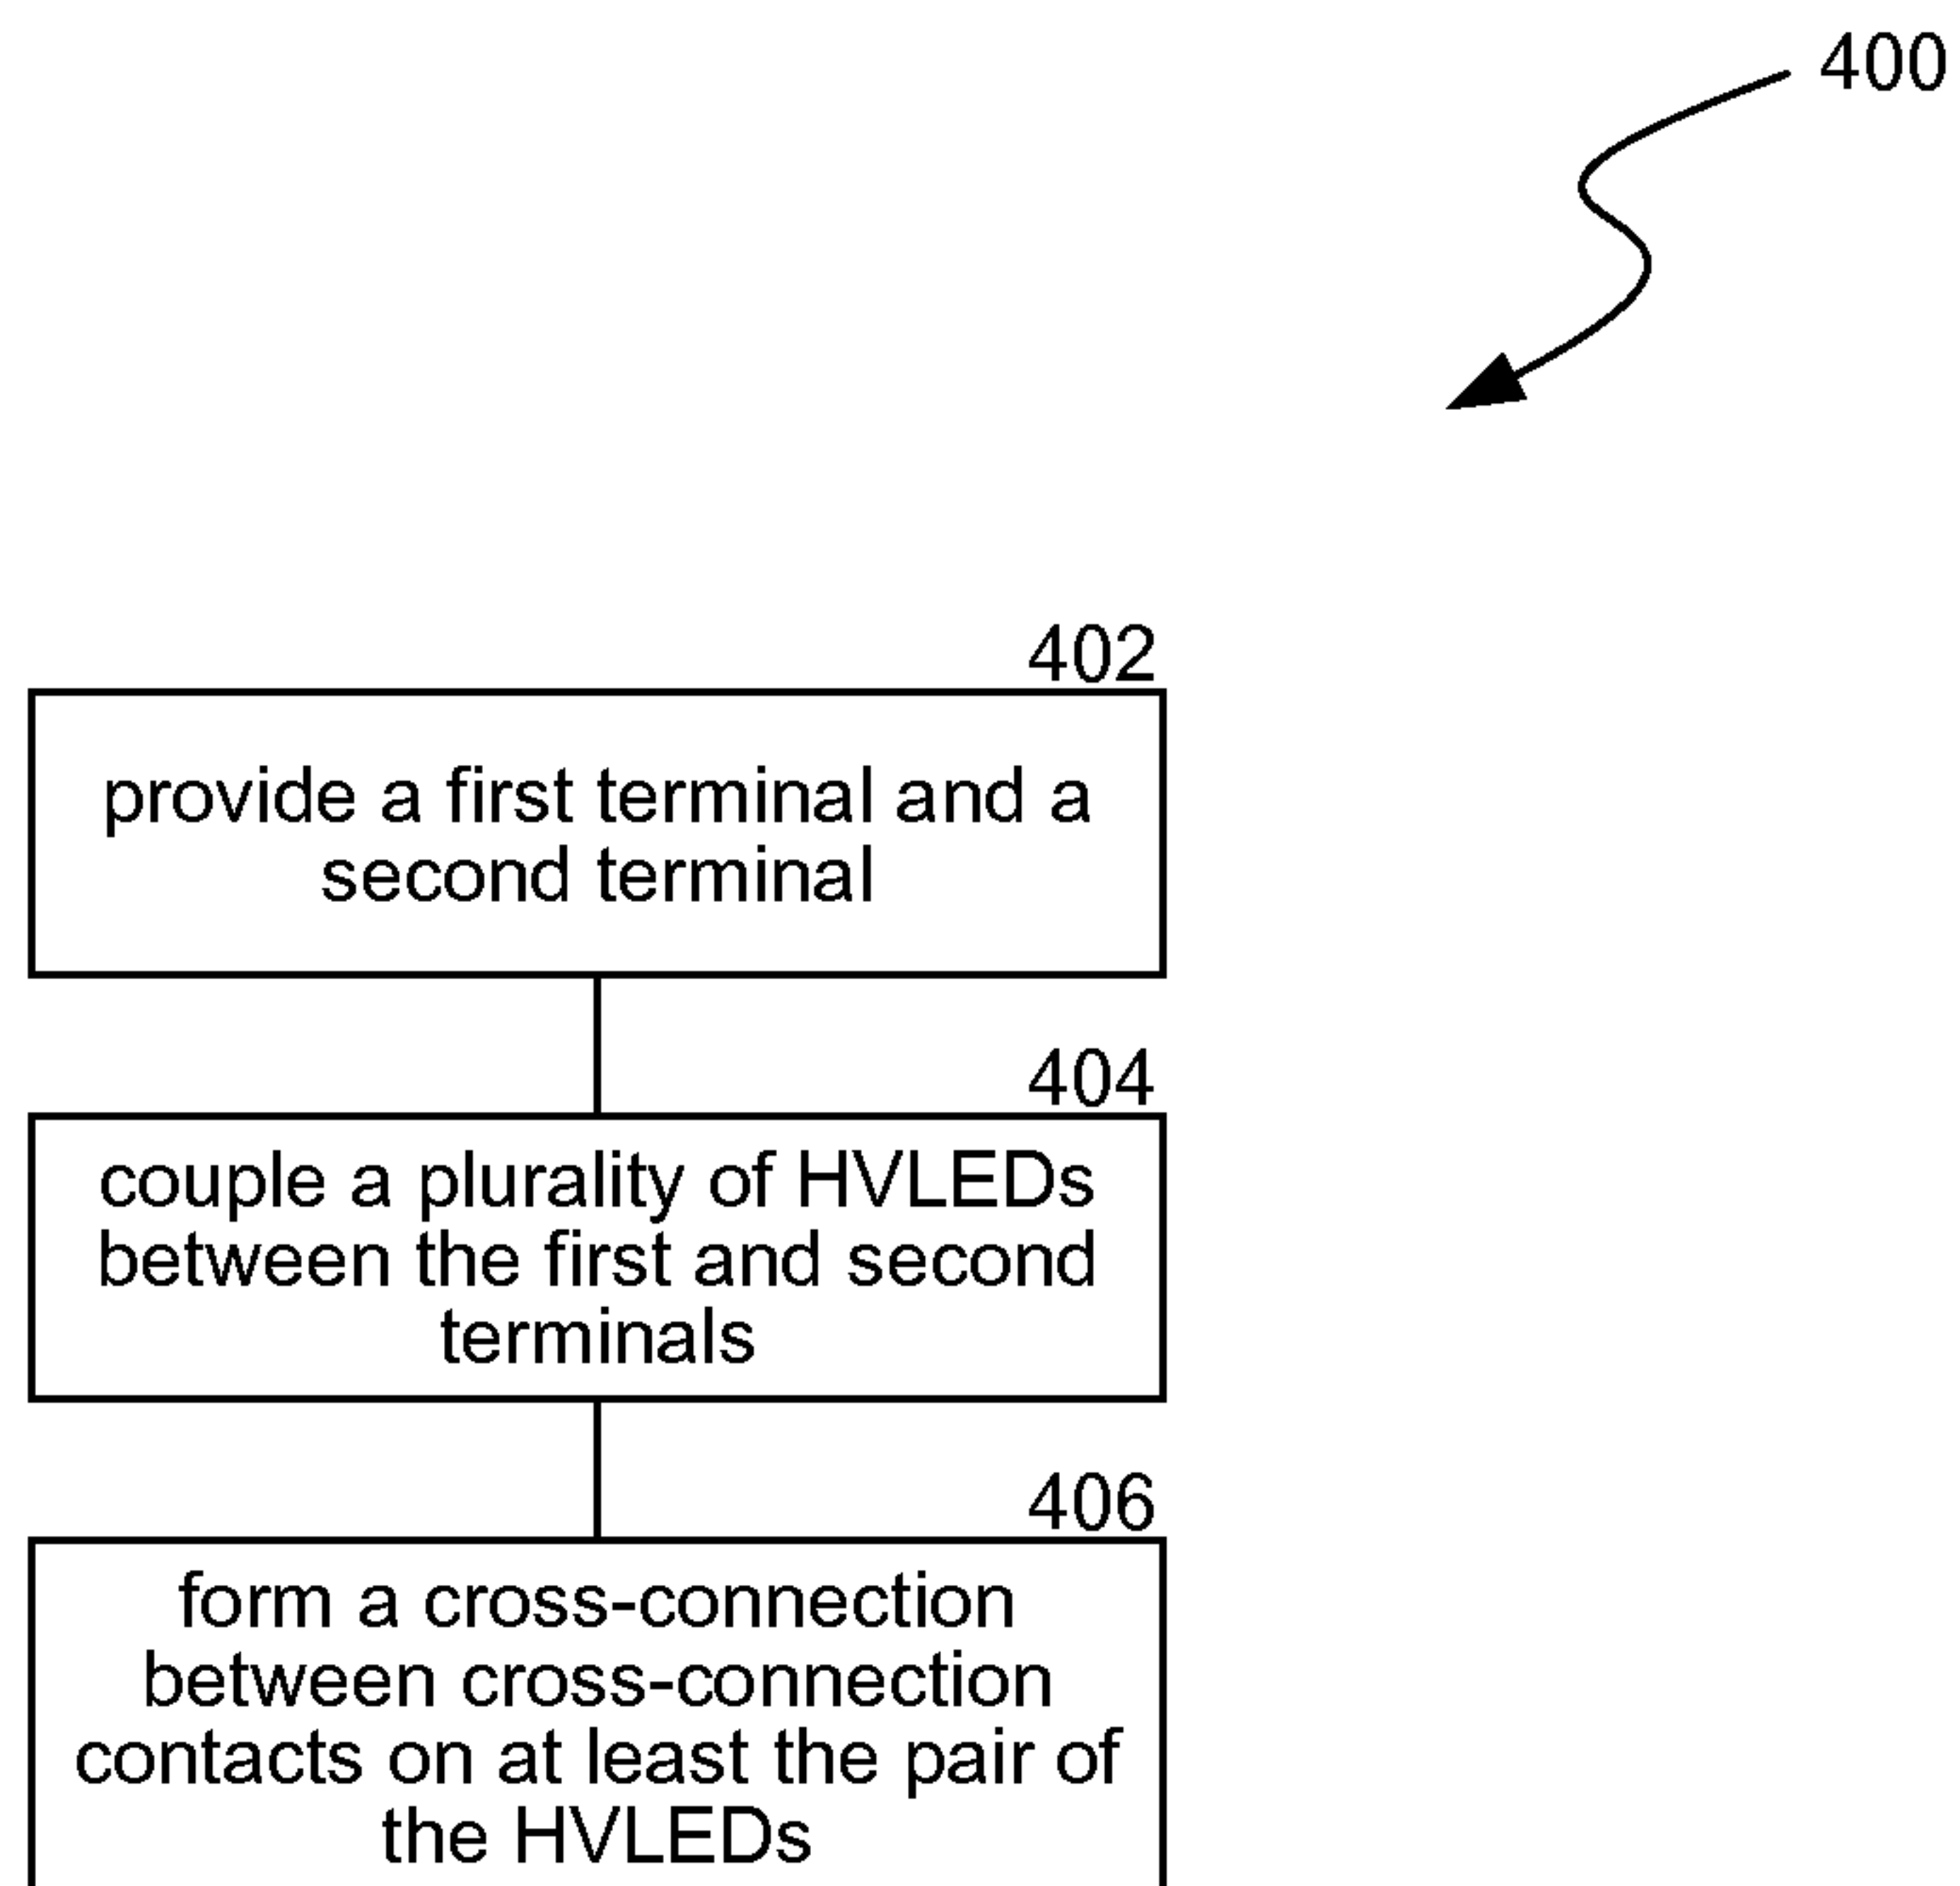 400
402
provide a first terminal and a
second terminal
404
couple a plurality of HVLEDs
between the first and second
terminals
406
form a cross-connection
between cross-connection
contacts on at least the pair of
the HVLEDs